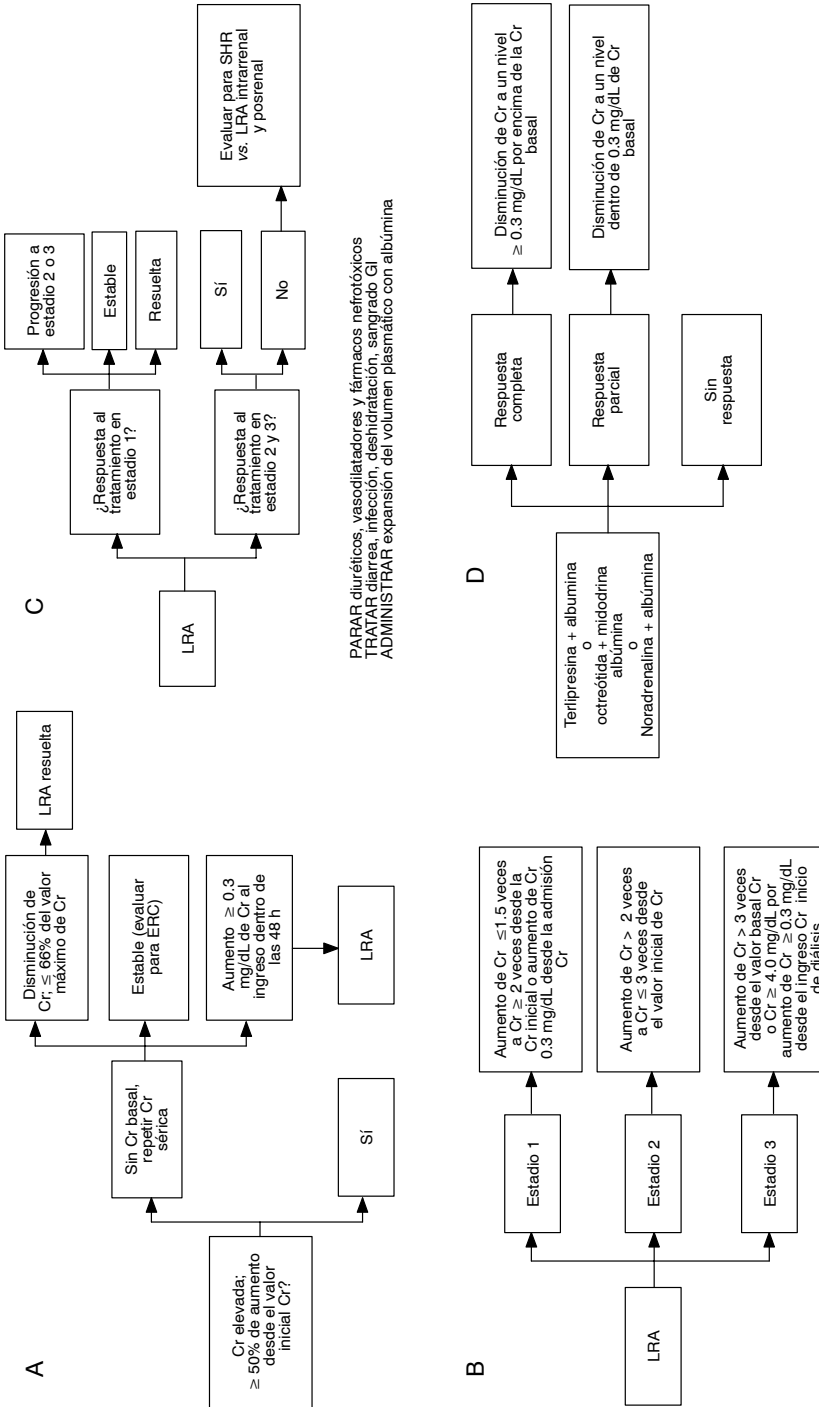 A
Cr elevada;
≥ 50% de aumento
desde el valor
inicial Cr?
Sin Cr basal,
repetir Cr
sérica
Sí
Disminución de
Cr; ≤ 66% del valor
máximo de Cr
Estable (evaluar
para ERC)
Aumento ≥ 0.3
mg/dL de Cr al
ingreso dentro de
las 48 h
LRA resuelta
LRA
B
LRA
Estadio 1
Estadio 2
Estadio 3
Aumento de Cr ≤1.5 veces
a Cr ≥ 2 veces desde la
Cr inicial o aumento de Cr
0.3 mg/dL desde la admisión
Cr
Aumento de Cr > 2 veces
a Cr ≤ 3 veces desde
el valor inicial de Cr
Aumento de Cr > 3 veces
desde el valor basal Cr
o Cr ≥ 4.0 mg/dL por
aumento de Cr ≥ 0.3 mg/dL
desde el ingreso Cr inicio
de diálisis
C
LRA
¿Respuesta al
tratamiento en
estadio 1?
¿Respuesta al
tratamiento en
estadio 2 y 3?
Progresión a
estadio 2 o 3
Estable
Resuelta
Sí
No
Evaluar para SHR
vs. LRA intrarrenal
y posrenal
PARAR diuréticos, vasodilatadores y fármacos nefrotóxicos
TRATAR diarrea, infección, deshidratación, sangrado GI
ADMINISTRAR expansión del volumen plasmático con albúmina
D
Terlipresina + albumina
o
octreótida + midodrina
albúmina
o
Noradrenalina + albúmina
Respuesta
completa
Respuesta
parcial
Sin
respuesta
Disminución de Cr a un nivel
≥ 0.3 mg/dL por encima de la Cr
basal
Disminución de Cr a un nivel
dentro de 0.3 mg/dL de Cr
basal